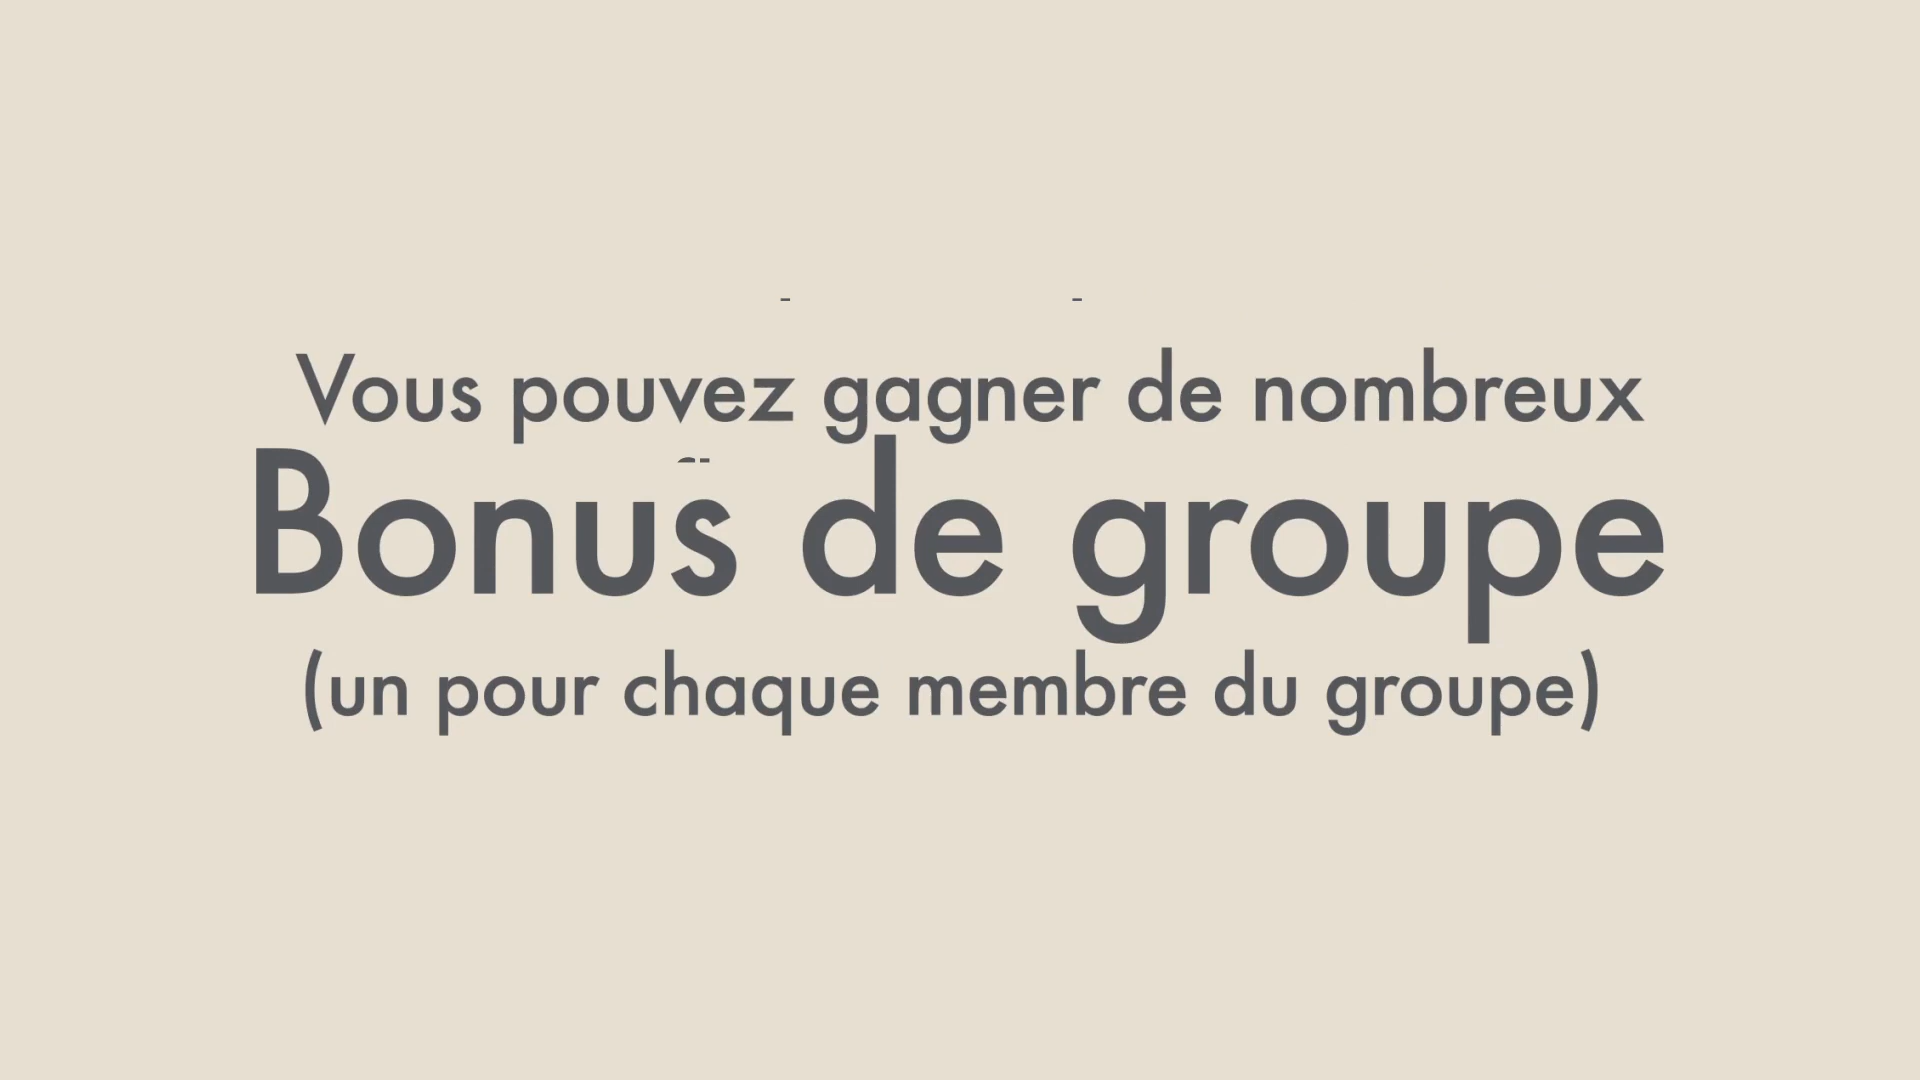 Vous pouvez gagner de nombreux
Bonus de groupe
(un pour chaque membre du groupe)